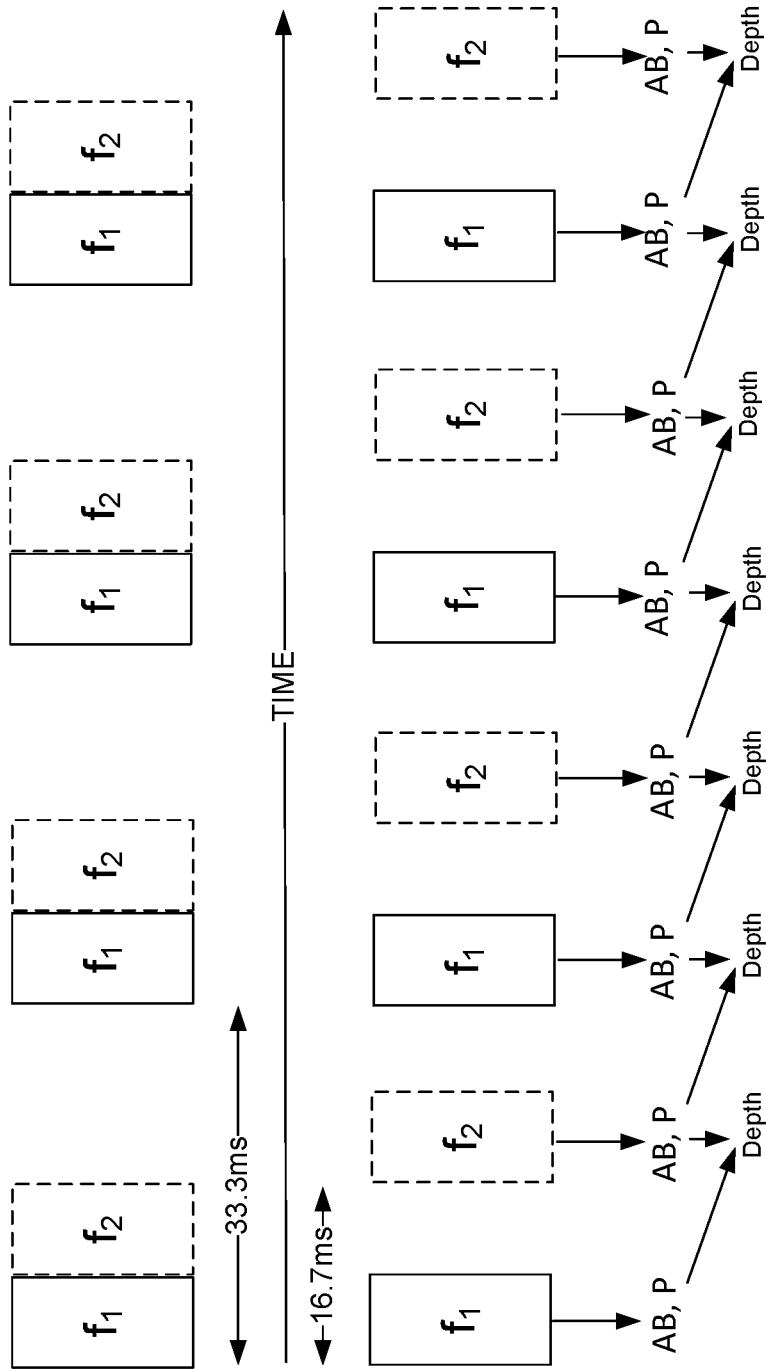 f1 f2 f1 f2 f1 f2 f1 f2
33.3ms
TIME
16.7ms
f1 f2 f1 f2 f1 f2 f1 f2
AB, P AB, P AB, P AB, P AB, P AB, P AB, P AB, P
Depth Depth Depth Depth Depth Depth Depth